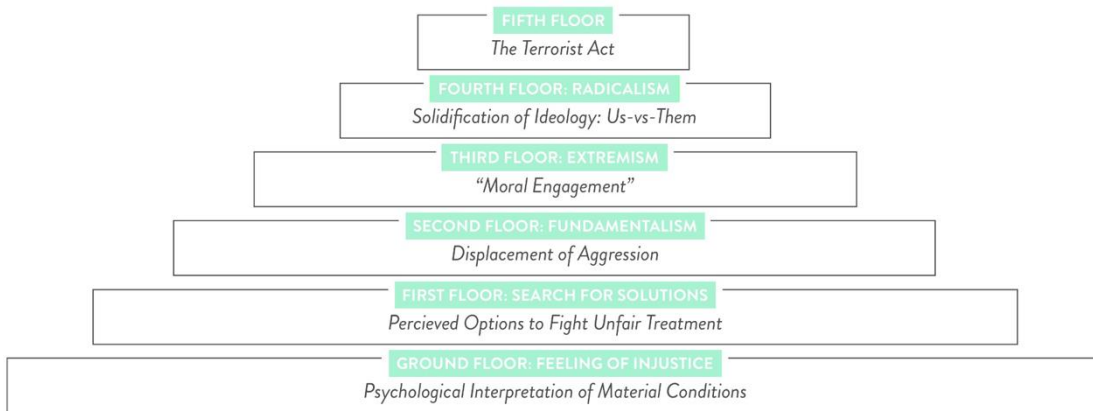 FIFTH FLOOR
The Terrorist Act
FOURTH FLOOR: RADICALISM
Solidification of Ideology: Us-vs-Them
THIRD FLOOR: EXTREMISM
“Moral Engagement”
SECOND FLOOR: FUNDAMENTALISM
Displacement of Aggression
FIRST FLOOR: SEARCH FOR SOLUTIONS
Percieved Options to Fight Unfair Treatment
GROUND FLOOR: FEELING OF INJUSTICE
Psychological Interpretation of Material Conditions